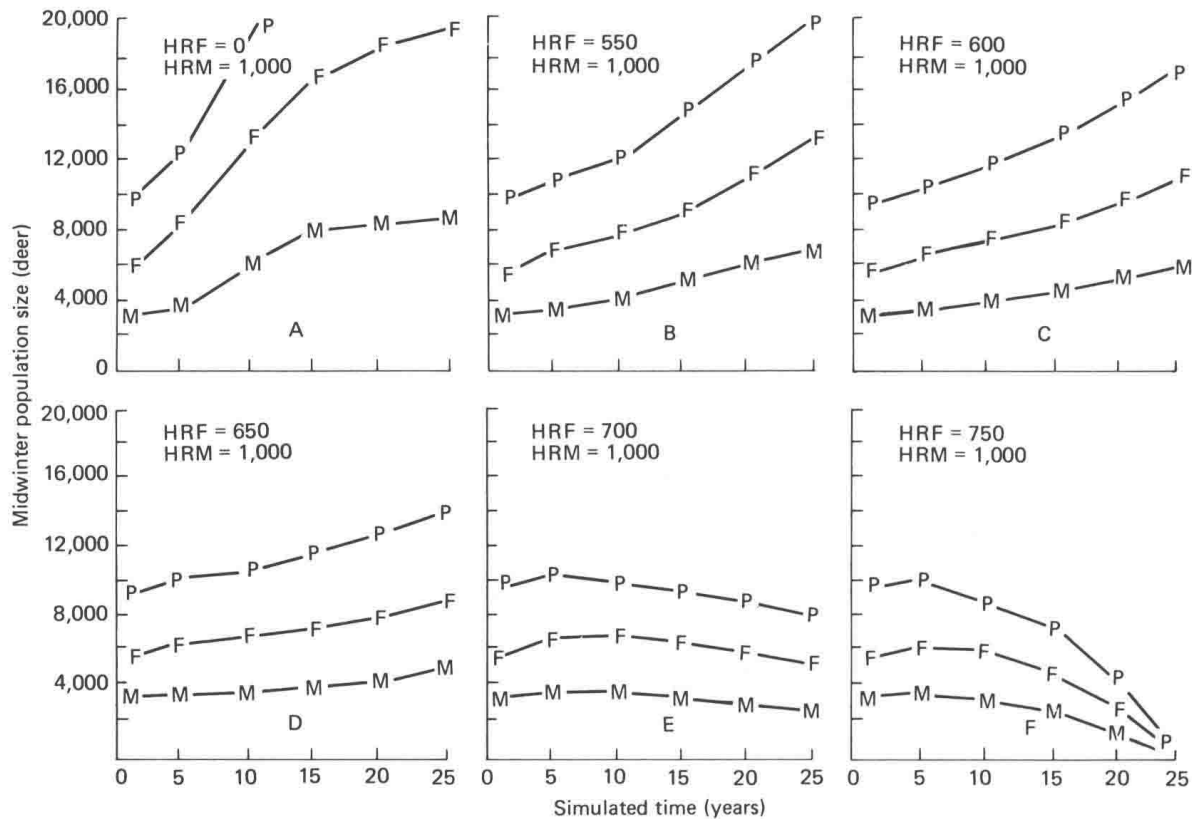 Midwinter population size (deer)
20,000
16,000
12,000
8,000
4,000
0
HRF = 0
HRM = 1,000
P P P
F F F F F F
M M M M M M
A
HRF = 550
HRM = 1,000
P P P P P P
F F F F F F
M M M M M M
B
HRF = 600
HRM = 1,000
P P P P P P
F F F F F F
M M M M M M
C
20,000
16,000
12,000
8,000
4,000
HRF = 650
HRM = 1,000
P P P P P P
F F F F F F
M M M M M M
D
0 5 10 15 20 25
HRF = 700
HRM = 1,000
P P P P P P
F F F F F F
M M M M M M
E
0 5 10 15 20 25
HRF = 750
HRM = 1,000
P P P P P P
F F F F F
M M M M M
F
0 5 10 15 20 25
Simulated time (years)